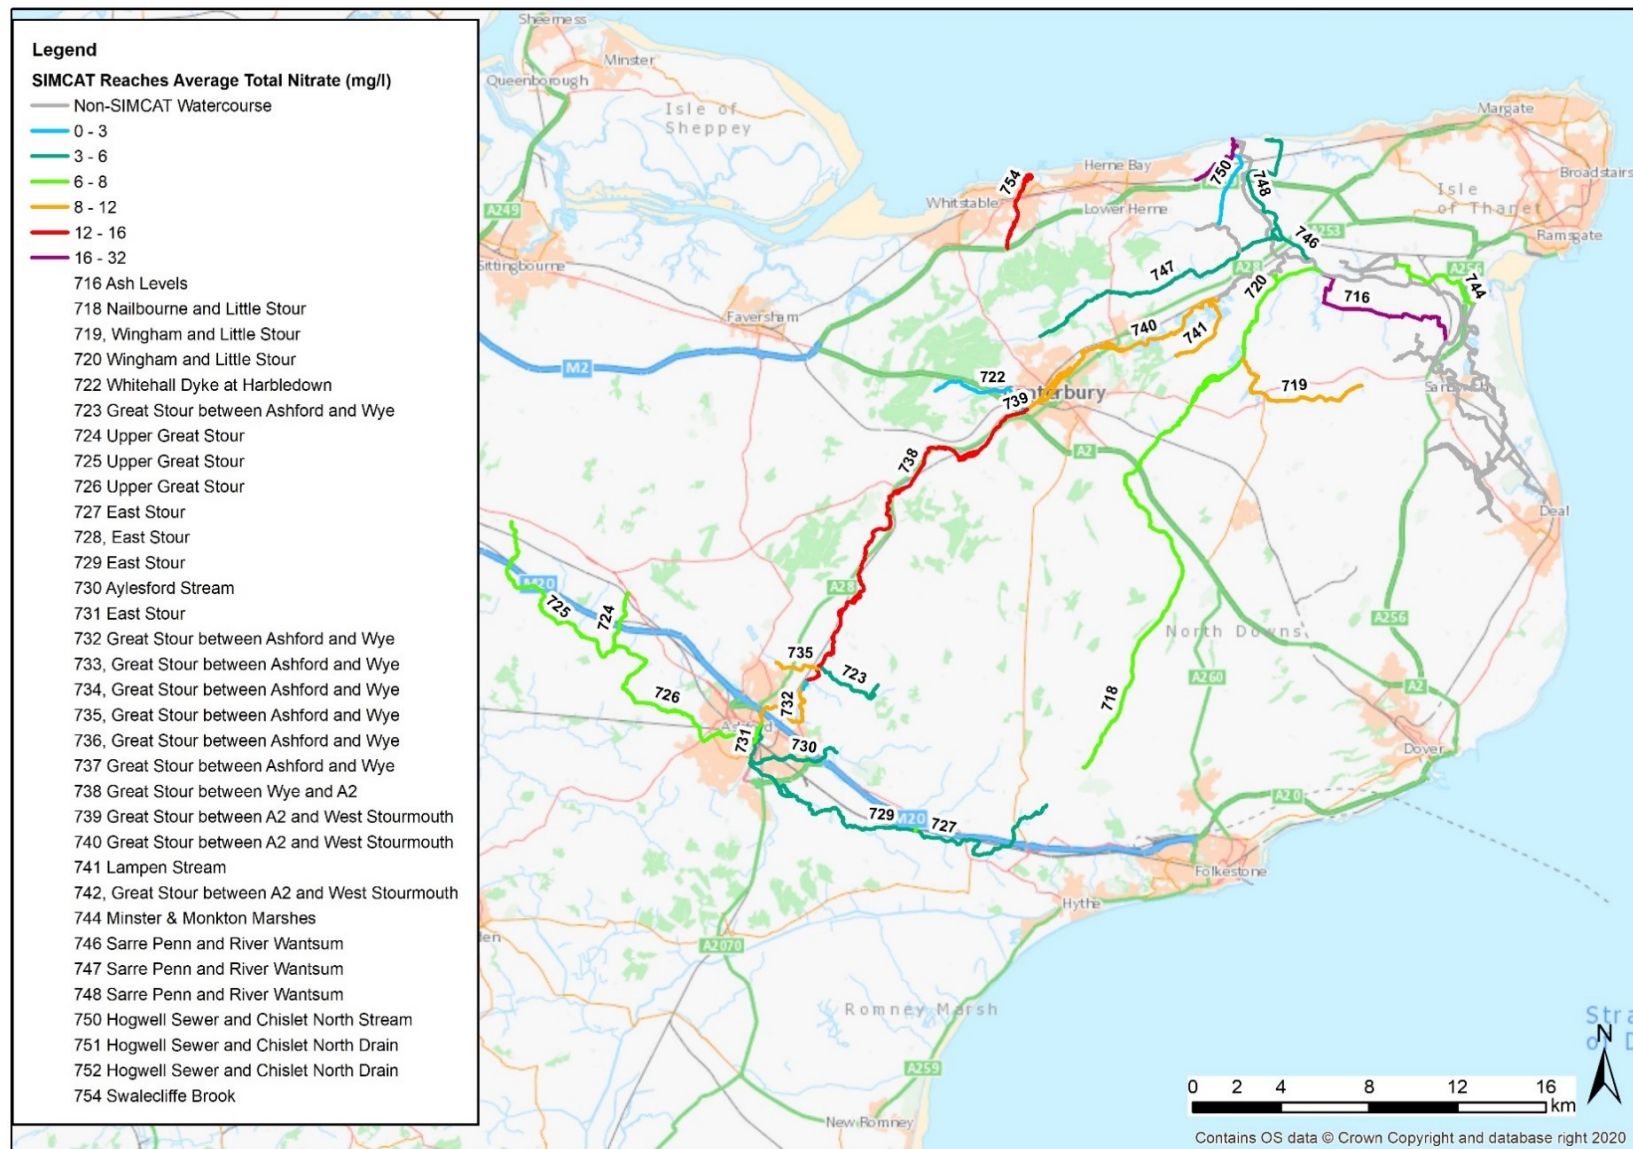 Legend
SIMCAT Reaches Average Total Nitrate (mg/l)
Non-SIMCAT Watercourse
0 - 3
3 - 6
6 - 8
8 - 12
12 - 16
16 - 32
716 Ash Levels
718 Nailbourne and Little Stour
719, Wingham and Little Stour
720 Wingham and Little Stour
722 Whitehall Dyke at Harbledown
723 Great Stour between Ashford and Wye
724 Upper Great Stour
725 Upper Great Stour
726 Upper Great Stour
727 East Stour
728, East Stour
729 East Stour
730 Aylesford Stream
731 East Stour
732 Great Stour between Ashford and Wye
733, Great Stour between Ashford and Wye
734, Great Stour between Ashford and Wye
735, Great Stour between Ashford and Wye
736, Great Stour between Ashford and Wye
737 Great Stour between Ashford and Wye
738 Great Stour between Wye and A2
739 Great Stour between A2 and West Stourmouth
740 Great Stour between A2 and West Stourmouth
741 Lampen Stream
742, Great Stour between A2 and West Stourmouth
744 Minster & Monkton Marshes
746 Sarre Penn and River Wantsum
747 Sarre Penn and River Wantsum
748 Sarre Penn and River Wantsum
750 Hogwell Sewer and Chislet North Stream
751 Hogwell Sewer and Chislet North Drain
752 Hogwell Sewer and Chislet North Drain
754 Swalecliffe Brook
Sheerness
Minster
Queenborough
Isle of
Sheppey
A249
Sittingbourne
Faversham
M2
Whitstable
754
Herne Bay
Lower Herne
750
748
Margate
Broadstairs
Isle
of Thanet
Ramsgate
A253
746
A28
747
720
A256
744
716
740
741
722
739
719
A2
738
Deal
M20
725
724
A28
North Downs
A256
735
723
732
726
718
A260
A2
731
730
Dover
729
M20
727
A20
Folkestone
Hythe
A2070
Romney Marsh
A259
New Romney
N
0 2 4 8 12 16
km
Contains OS data © Crown Copyright and database right 2020